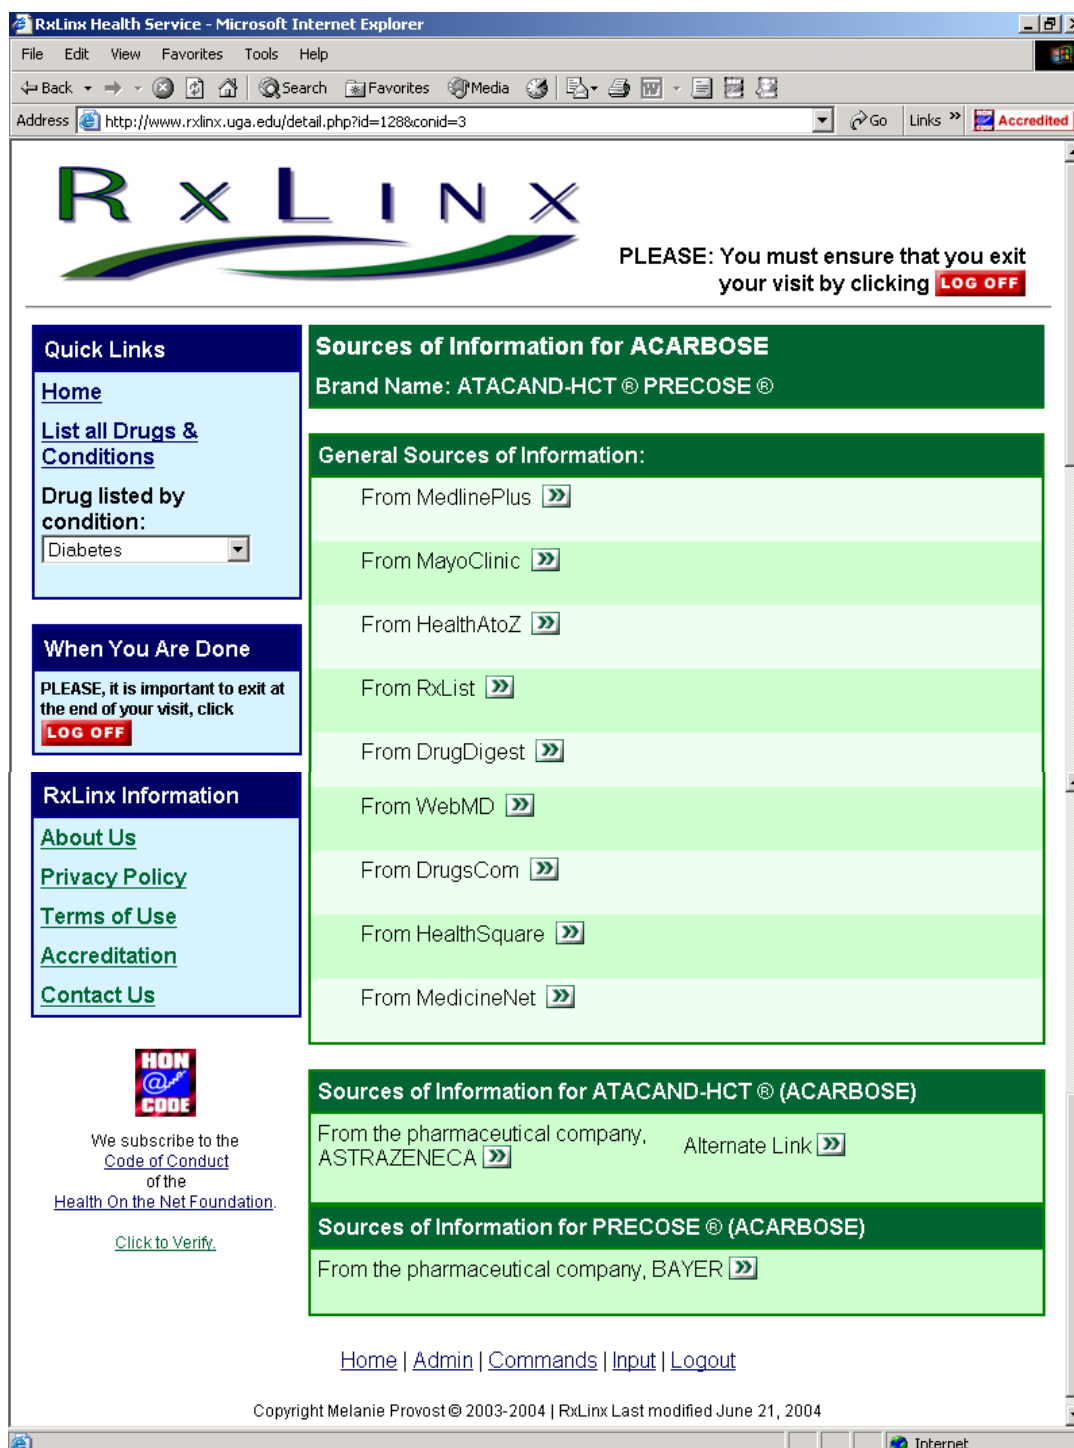 RxLinx Health Service - Microsoft Internet Explorer
File Edit View Favorites Tools Help
Back Search Favorites Media
Address http://www.rxlinx.uga.edu/detail.php?id=128&conid=3 Go Links » Accredited
RxLinx
PLEASE: You must ensure that you exit
your visit by clicking LOG OFF
Quick Links
Home
List all Drugs &
Conditions
Drug listed by
condition:
Diabetes
When You Are Done
PLEASE, it is important to exit at
the end of your visit, click
LOG OFF
RxLinx Information
About Us
Privacy Policy
Terms of Use
Accreditation
Contact Us
HON
@
CODE
We subscribe to the
Code of Conduct
of the
Health On the Net Foundation.
Click to Verify.
Sources of Information for ACARBOSE
Brand Name: ATACAND-HCT ® PRECOSE ®
General Sources of Information:
From MedlinePlus
From MayoClinic
From HealthAtoZ
From RxList
From DrugDigest
From WebMD
From DrugsCom
From HealthSquare
From MedicineNet
Sources of Information for ATACAND-HCT ® (ACARBOSE)
From the pharmaceutical company,
ASTRAZENECA
Alternate Link
Sources of Information for PRECOSE ® (ACARBOSE)
From the pharmaceutical company, BAYER
Home | Admin | Commands | Input | Logout
Copyright Melanie Provost © 2003-2004 | RxLinx Last modified June 21, 2004
Internet